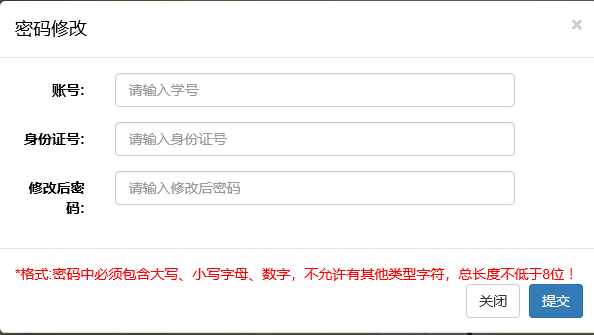 密码修改
×
账号:
请输入学号
身份证号:
请输入身份证号
修改后密
码:
请输入修改后密码
*格式:密码中必须包含大写、小写字母、数字，不允许有其他类型字符，总长度不低于8位！
关闭
提交